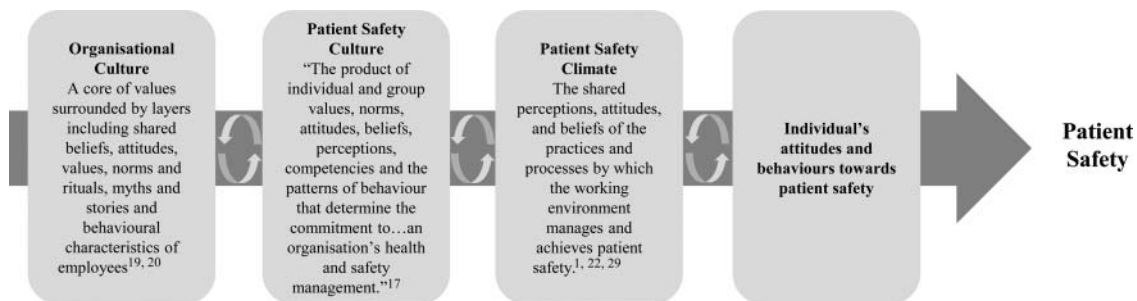 Organisational
Culture
A core of values
surrounded by layers
including shared
beliefs, attitudes,
values, norms and
rituals, myths and
stories and
behavioural
characteristics of
employees19, 20
Patient Safety
Culture
“The product of
individual and group
values, norms,
attitudes, beliefs,
perceptions,
competencies and the
patterns of behaviour
that determine the
commitment to…an
organisation’s health
and safety
management.”17
Patient Safety
Climate
The shared
perceptions, attitudes,
and beliefs of the
practices and
processes by which
the working
environment
manages and
achieves patient
safety.1, 22, 29
Individual’s
attitudes and
behaviours towards
patient safety
Patient
Safety